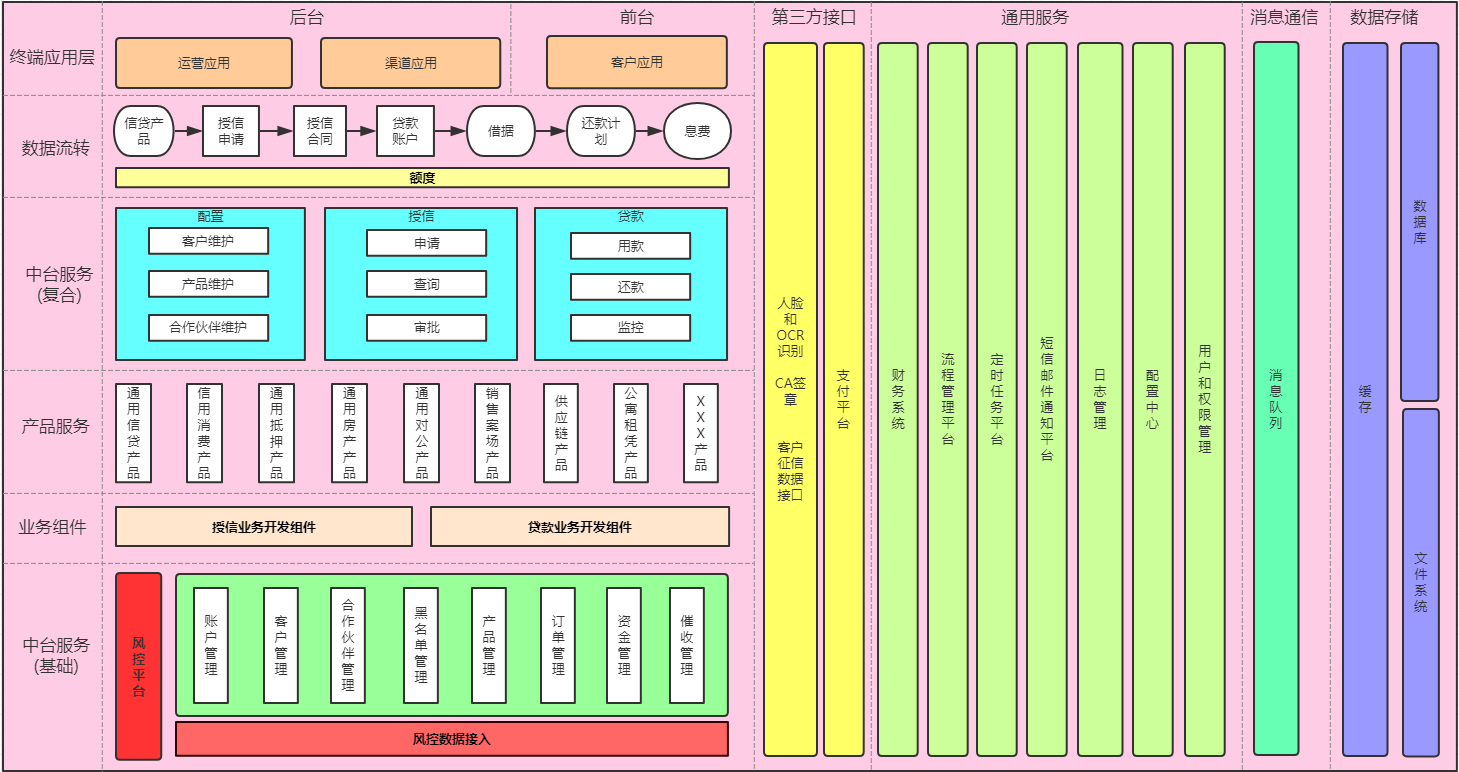 后台
前台
第三方接口
通用服务
消息通信
数据存储
终端应用层
运营应用
渠道应用
客户应用
数据流转
信贷产
品
授信
申请
授信
合同
贷款
账户
借据
还款计
划
息费
额度
中台服务
(复合)
配置
客户维护
产品维护
合作伙伴维护
授信
申请
查询
审批
贷款
用款
还款
监控
产品服务
通用信贷产品
信用消费产品
通用抵押产品
通用房产产品
通用对公产品
销售案场产品
供应链产品
公寓租凭产品
XXX产品
业务组件
授信业务开发组件
贷款业务开发组件
中台服务
(基础)
风控平台
账户管理
客户管理
合作伙伴管理
黑名单管理
产品管理
订单管理
资金管理
催收管理
风控数据接入
人脸
和
OCR
识别
CA签
章
客户
征信
数据
接口
支付平台
财务系统
流程管理平台
定时任务平台
短信邮件通知平台
日志管理
配置中心
用户和权限管理
消息队列
缓存
数据库
文件系统